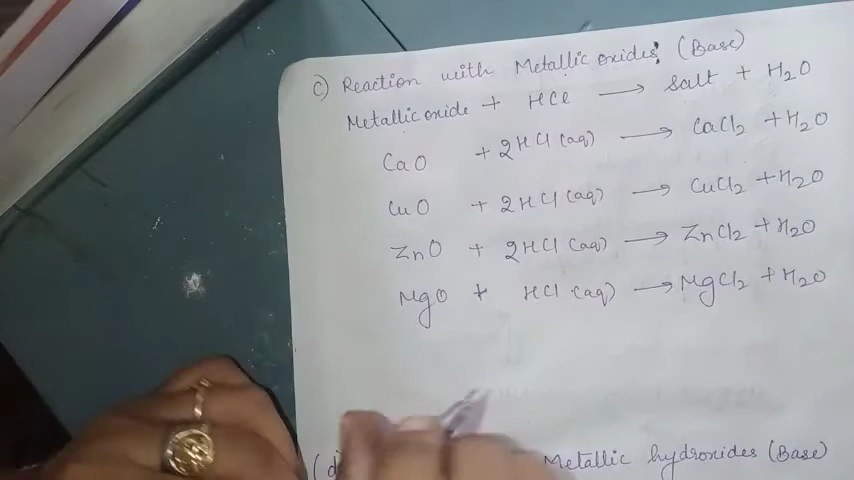 c) Reaction with Metallic oxides: (Base)
Metallic oxide + HCl → Salt + H2O
CaO + 2HCl (aq) → CaCl2 + H2O
CuO + 2HCl (aq) → CuCl2 + H2O
ZnO + 2HCl (aq) → ZnCl2 + H2O
MgO + HCl (aq) → MgCl2 + H2O
(d Metallic hydroxides (Base)